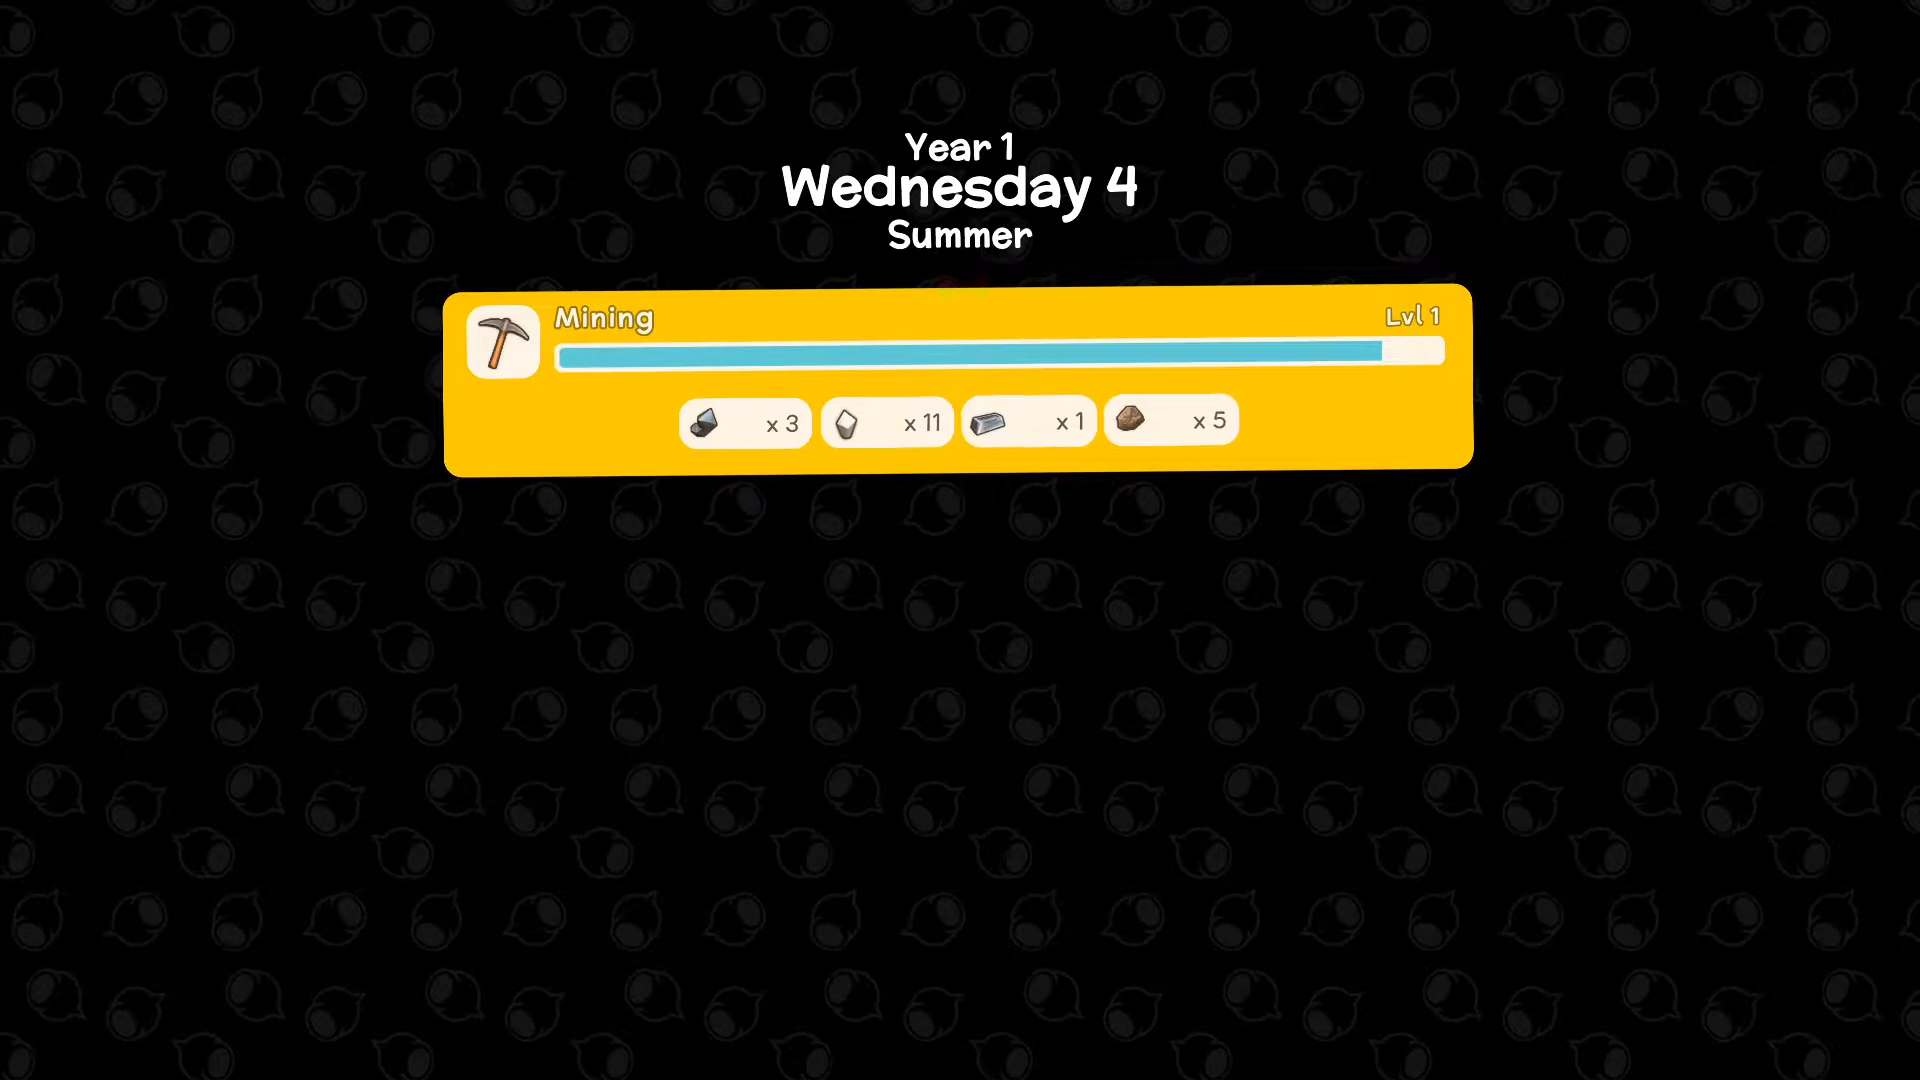 Year 1
Wednesday 4
Summer
Mining
Lvl 1
x 3
x 11
x 1
x 5